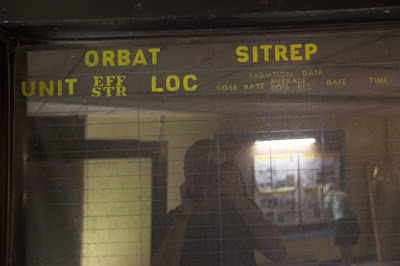 ORBAT SITREP
UNIT EFF STR LOC
RADIATION DATA
DOSE RATE AVERAGE DOSE REC DATE TIME